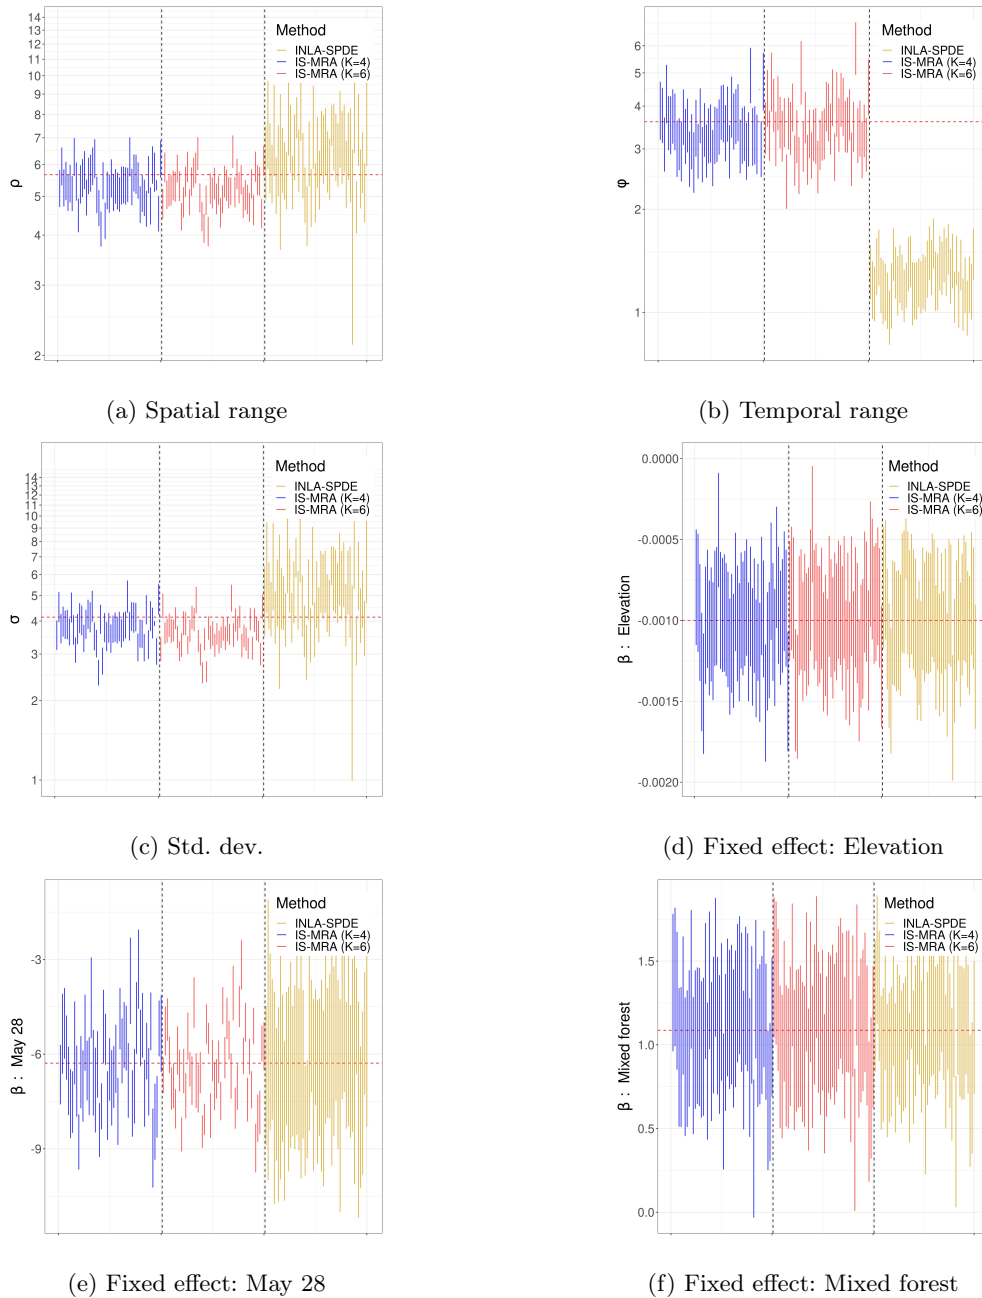 14
13
12
11
10
9
8
7
6
5
4
3
2
ρ
Method
INLA-SPDE
IS-MRA (K=4)
IS-MRA (K=6)
(a) Spatial range
7
6
5
4
3
2
1
φ
Method
INLA-SPDE
IS-MRA (K=4)
IS-MRA (K=6)
(b) Temporal range
14
13
12
11
10
9
8
7
6
5
4
3
2
1
σ
Method
INLA-SPDE
IS-MRA (K=4)
IS-MRA (K=6)
(c) Std. dev.
0.0000
-0.0005
-0.0010
-0.0015
-0.0020
β : Elevation
Method
INLA-SPDE
IS-MRA (K=4)
IS-MRA (K=6)
(d) Fixed effect: Elevation
-3
-6
-9
β : May 28
Method
INLA-SPDE
IS-MRA (K=4)
IS-MRA (K=6)
(e) Fixed effect: May 28
1.5
1.0
0.5
0.0
β : Mixed forest
Method
INLA-SPDE
IS-MRA (K=4)
IS-MRA (K=6)
(f) Fixed effect: Mixed forest